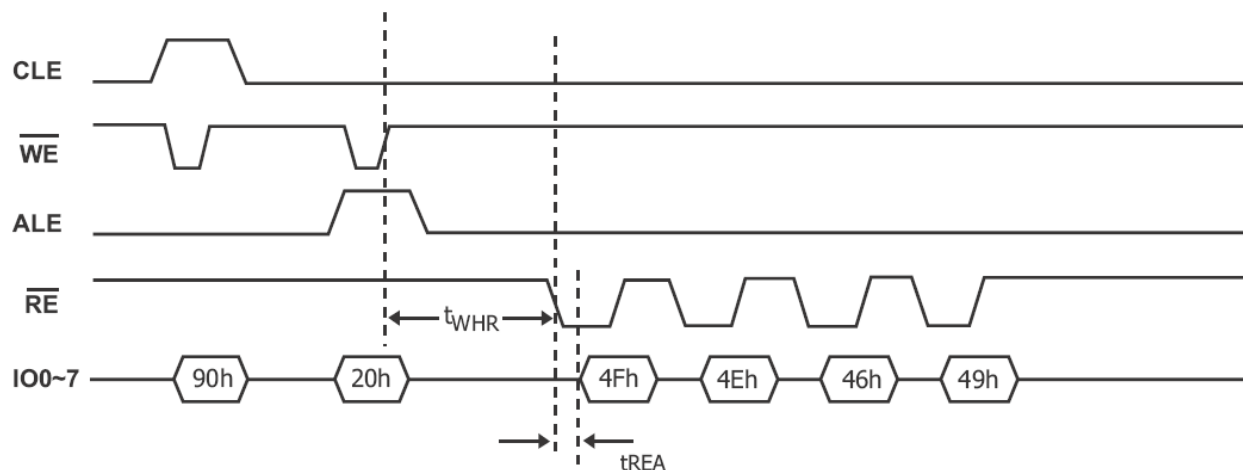 CLE
WE
ALE
RE
tWHR
IO0~7 90h 20h 4Fh 4Eh 46h 49h
tREA